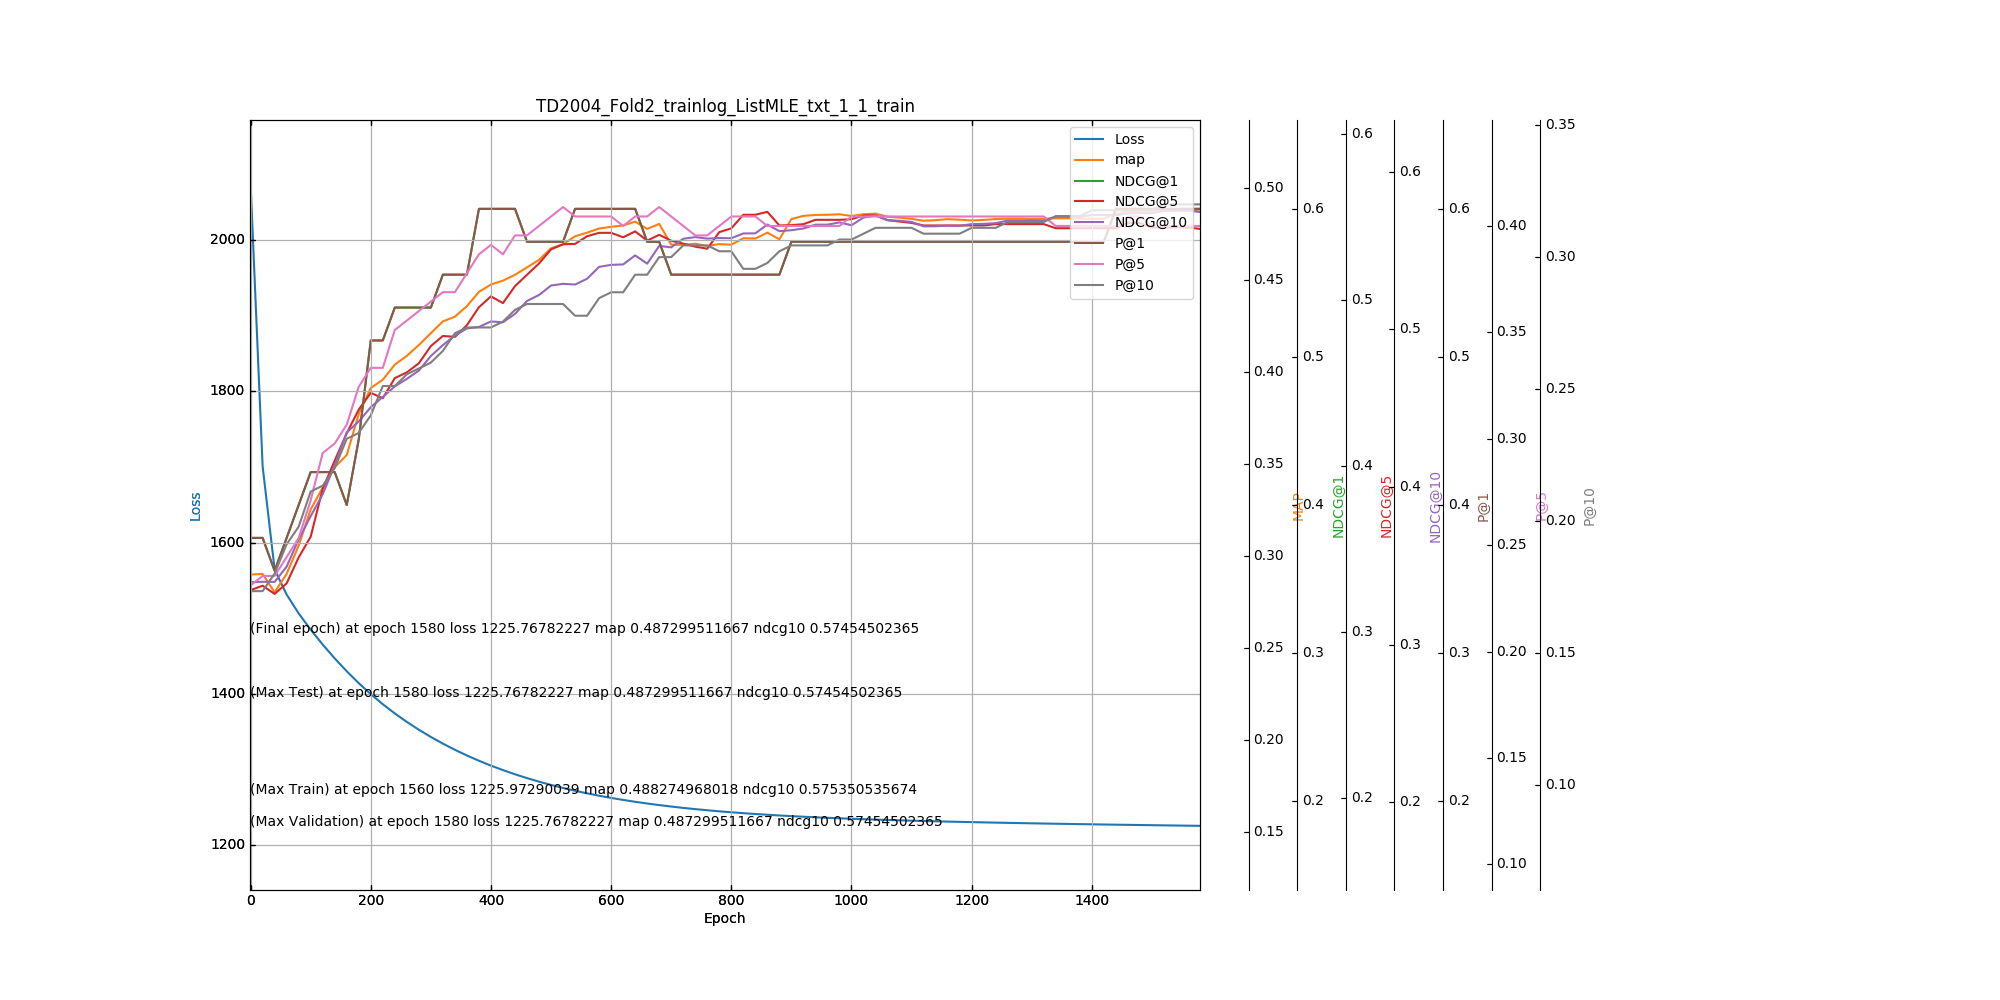 TD2004_Fold2_trainlog_ListMLE_txt_1_1_train
Loss
map
NDCG@1
NDCG@5
NDCG@10
P@1
P@5
P@10
2000
1800
1600
1400
1200
Loss
(Final epoch) at epoch 1580 loss 1225.76782227 map 0.487299511667 ndcg10 0.57454502365
(Max Test) at epoch 1580 loss 1225.76782227 map 0.487299511667 ndcg10 0.57454502365
(Max Train) at epoch 1560 loss 1225.97290039 map 0.488274968018 ndcg10 0.575350535674
(Max Validation) at epoch 1580 loss 1225.76782227 map 0.487299511667 ndcg10 0.57454502365
0 200 400 600 800 1000 1200 1400
Epoch
0.50
0.45
0.40
0.35
0.30
0.25
0.20
0.15
MAP
0.6
0.5
0.4
0.3
0.2
NDCG@1
0.6
0.5
0.4
0.3
0.2
NDCG@5
0.6
0.5
0.4
0.3
0.2
NDCG@10
0.6
0.5
0.4
0.3
0.2
P@1
0.40
0.35
0.30
0.25
0.20
0.15
0.10
P@5
0.35
0.30
0.25
0.20
0.15
0.10
P@10